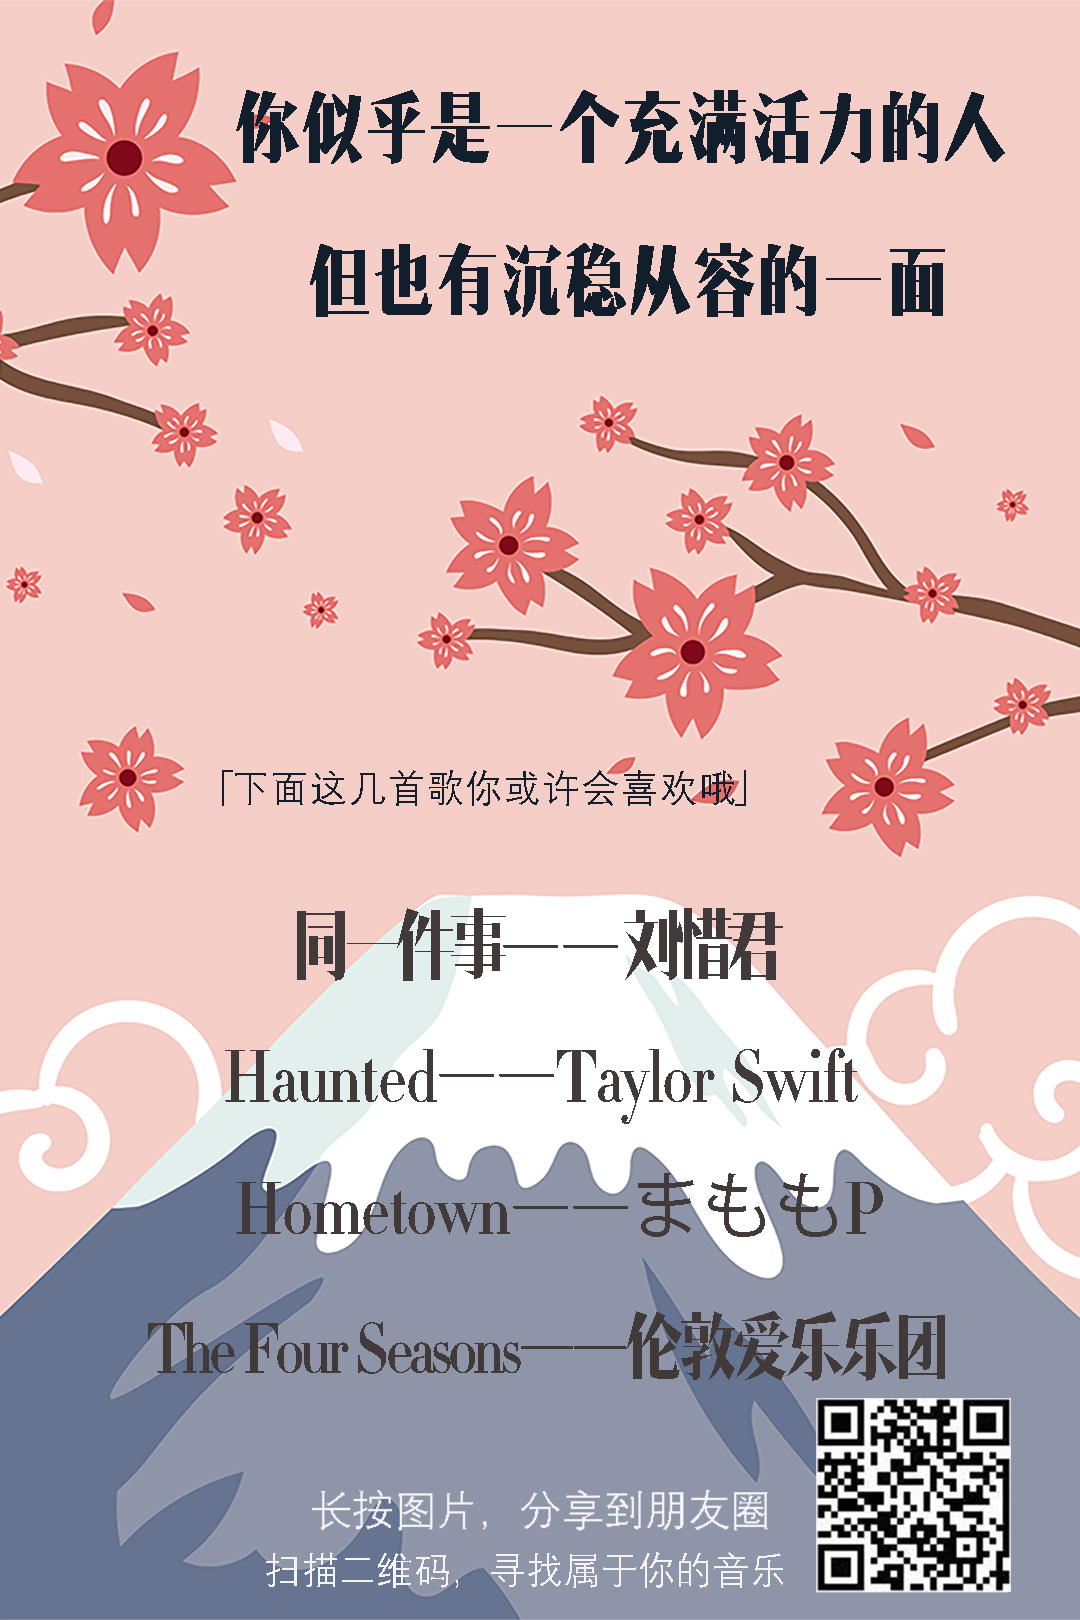 你似乎是一个充满活力的人
但也有沉稳从容的一面
「下面这几首歌你或许会喜欢哦」
同一件事——刘惜君
Haunted——Taylor Swift
Hometown——まももP
The Four Seasons——伦敦爱乐乐团
长按图片，分享到朋友圈
扫描二维码，寻找属于你的音乐